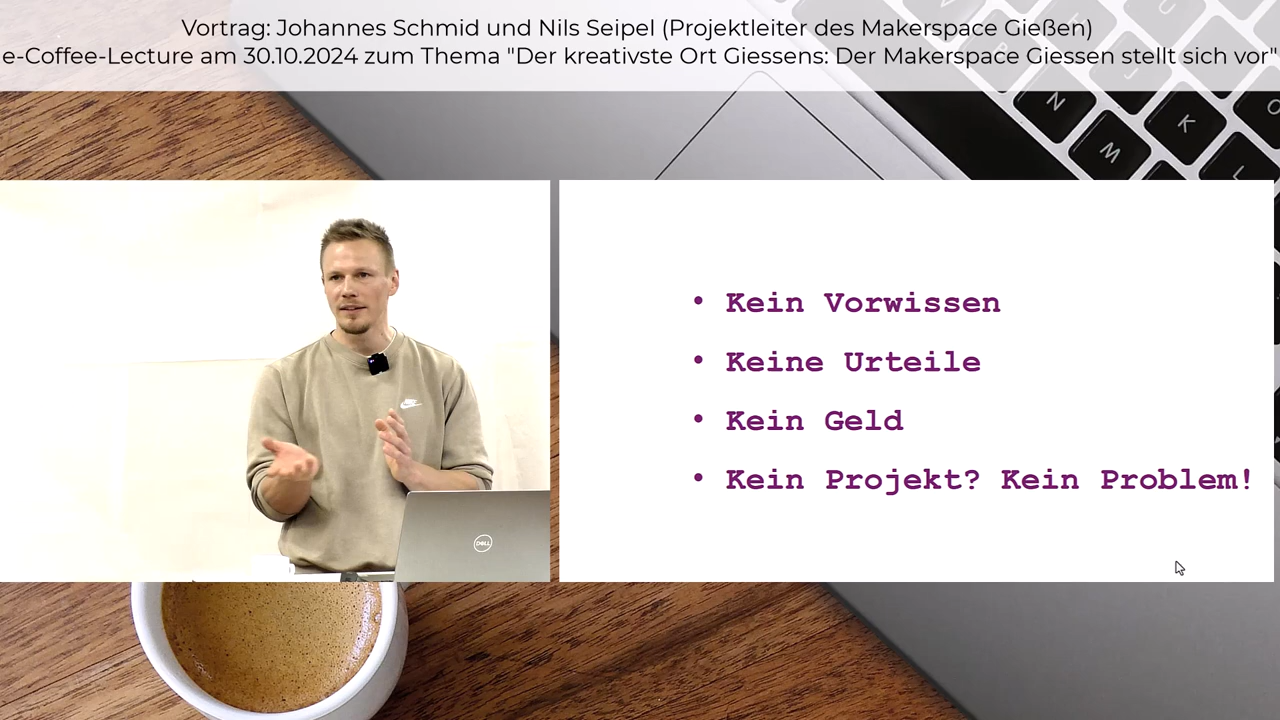 Vortrag: Johannes Schmid und Nils Seipel (Projektleiter des Makerspace Gießen)
e-Coffee-Lecture am 30.10.2024 zum Thema "Der kreativste Ort Giessens: Der Makerspace Giessen stellt sich vor"
• Kein Vorwissen
• Keine Urteile
• Kein Geld
• Kein Projekt? Kein Problem!
DELL
N
M
J
K
L
U
O